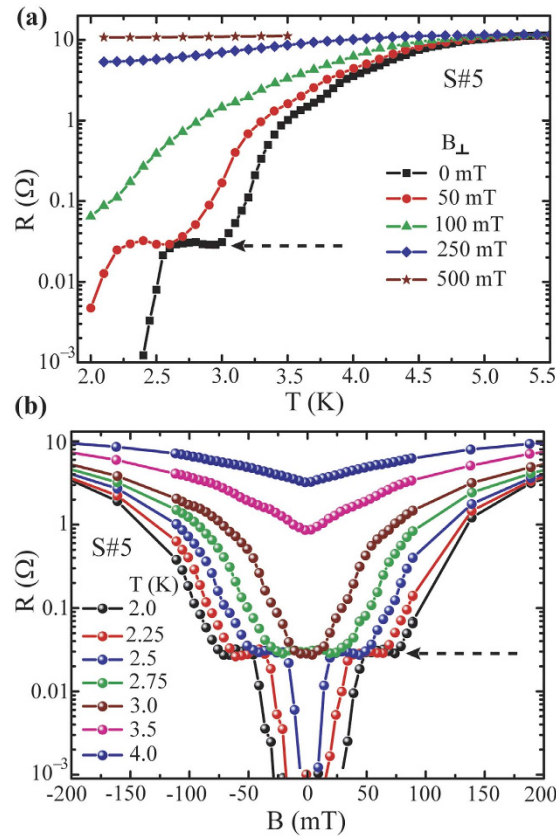 (a)
S#5
B⊥
0 mT
50 mT
100 mT
250 mT
500 mT
R (Ω)
10
1
0.1
0.01
10⁻³
2.0 2.5 3.0 3.5 4.0 4.5 5.0 5.5
T (K)
(b)
S#5
T (K)
2.0
2.25
2.5
2.75
3.0
3.5
4.0
R (Ω)
10
1
0.1
0.01
10⁻³
-200 -150 -100 -50 0 50 100 150 200
B (mT)